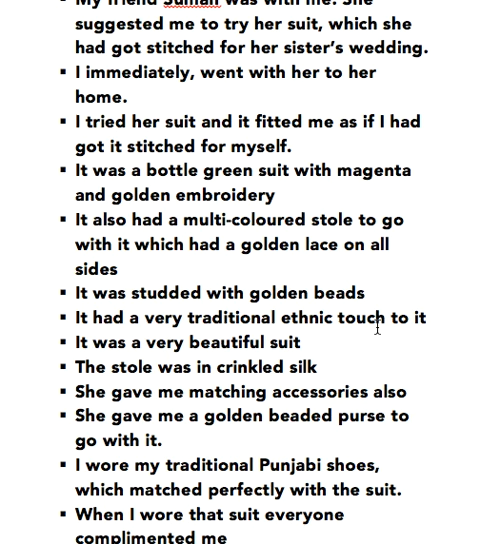 My friend Suman was with me. She
suggested me to try her suit, which she
had got stitched for her sister’s wedding.
▪ I immediately, went with her to her
home.
▪ I tried her suit and it fitted me as if I had
got it stitched for myself.
▪ It was a bottle green suit with magenta
and golden embroidery
▪ It also had a multi-coloured stole to go
with it which had a golden lace on all
sides
▪ It was studded with golden beads
▪ It had a very traditional ethnic touch to it
▪ It was a very beautiful suit
▪ The stole was in crinkled silk
▪ She gave me matching accessories also
▪ She gave me a golden beaded purse to
go with it.
▪ I wore my traditional Punjabi shoes,
which matched perfectly with the suit.
▪ When I wore that suit everyone
complimented me